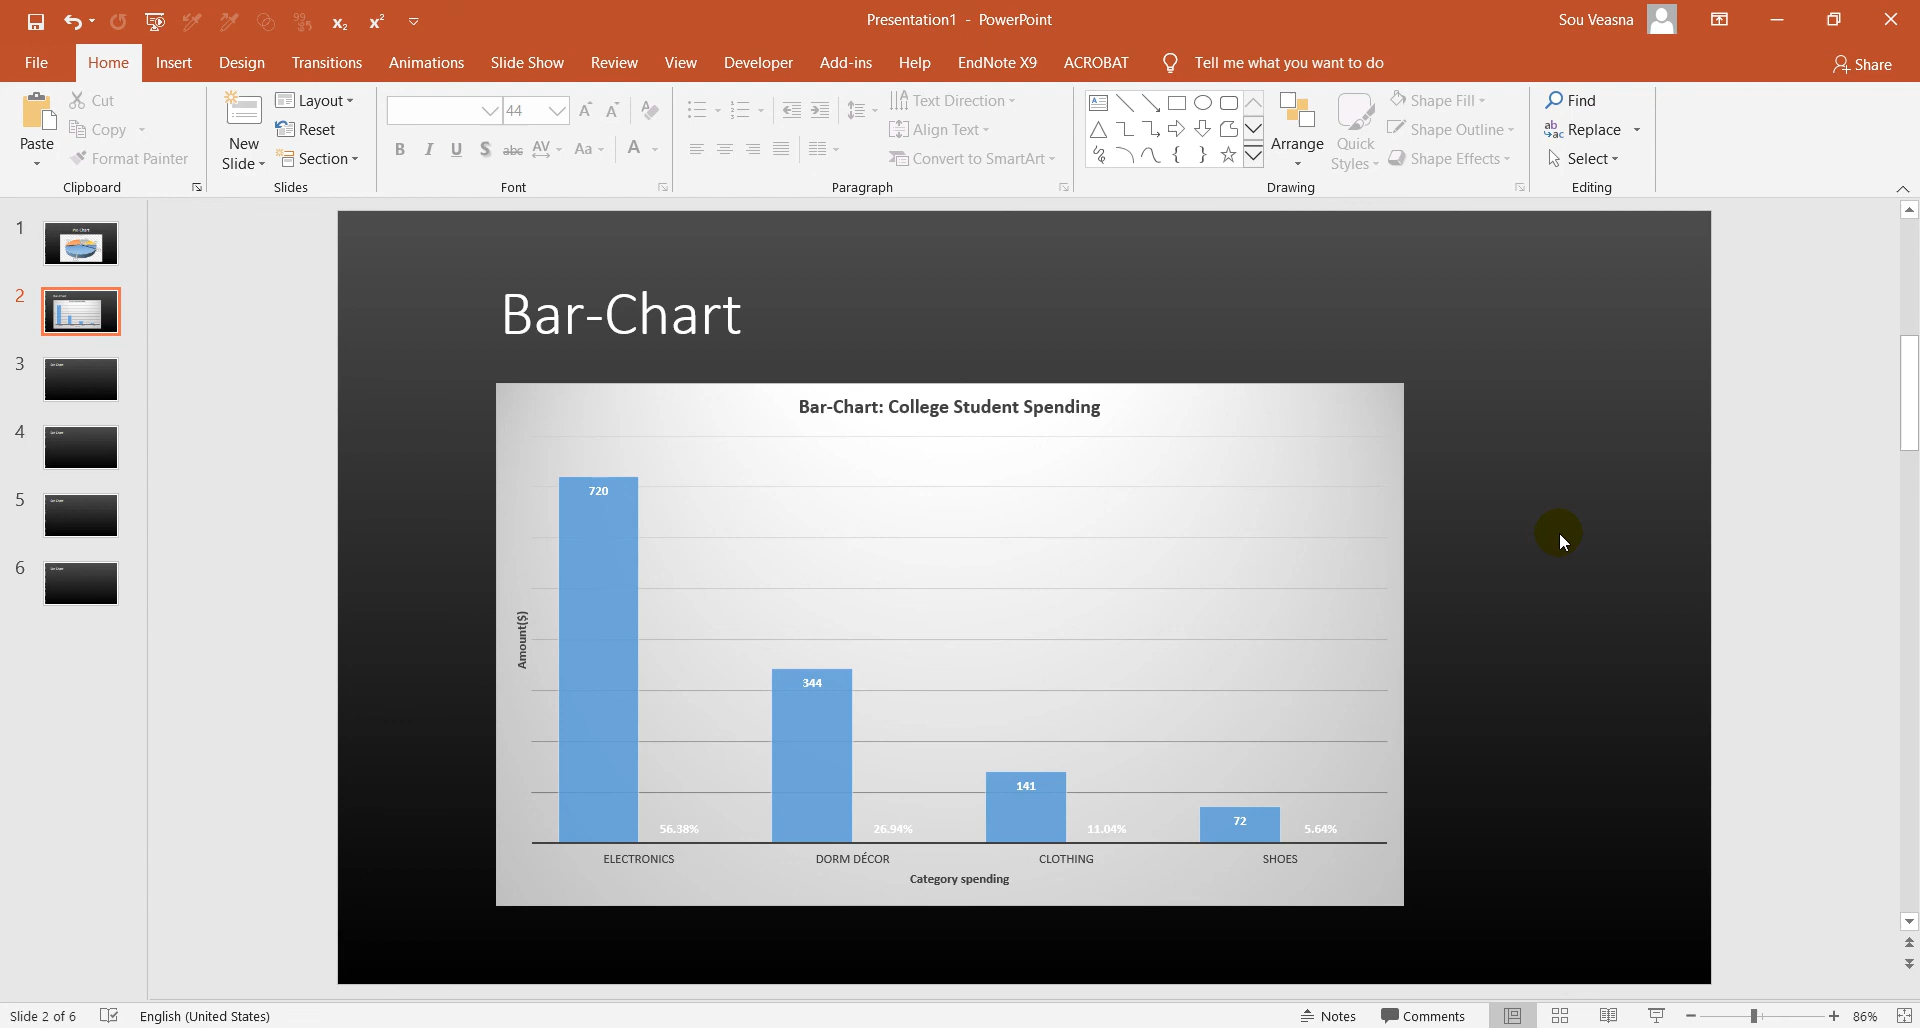 Presentation1 - PowerPoint
Sou Veasna
File Home Insert Design Transitions Animations Slide Show Review View Developer Add-ins Help EndNote X9 ACROBAT Tell me what you want to do
Share
Paste
Cut
Copy
Format Painter
Clipboard
New
Slide
Layout
Reset
Section
Slides
44
B I U S abc AV Aa A
Font
Text Direction
Align Text
Convert to SmartArt
Paragraph
Arrange
Quick
Styles
Shape Fill
Shape Outline
Shape Effects
Drawing
Find
Replace
Select
Editing
1
2
3
4
5
6
Bar-Chart
Bar-Chart: College Student Spending
Amount($)
720
344
141
72
56.38%
26.94%
11.04%
5.64%
ELECTRONICS
DORM DÉCOR
CLOTHING
SHOES
Category spending
Slide 2 of 6
English (United States)
Notes
Comments
86%